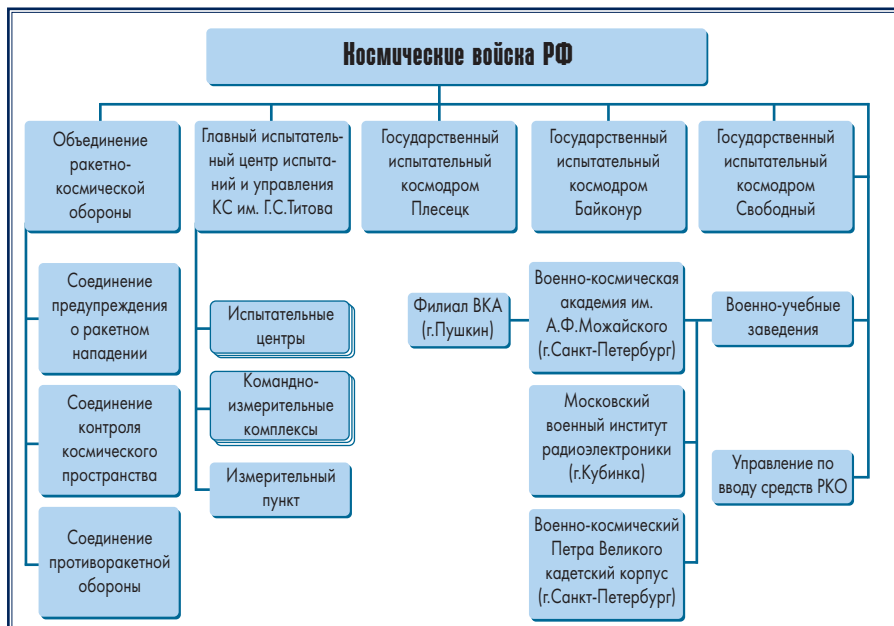 Космические войска РФ
Объединение
ракетно-
космической
обороны
Главный испытатель-
ный центр испыта-
ний и управления
КС им. Г.С.Титова
Государственный
испытательный
космодром
Плесецк
Государственный
испытательный
космодром
Байконур
Государственный
испытательный
космодром
Свободный
Соединение
предупреждения
о ракетном
нападении
Соединение
контроля
космического
пространства
Соединение
противоракетной
обороны
Испытательные
центры
Командно-
измерительные
комплексы
Измерительный
пункт
Филиал ВКА
(г.Пушкин)
Военно-космическая
академия им.
А.Ф.Можайского
(г.Санкт-Петербург)
Московский
военный институт
радиоэлектроники
(г.Кубинка)
Военно-космический
Петра Великого
кадетский корпус
(г.Санкт-Петербург)
Военно-учебные
заведения
Управление по
вводу средств РКО